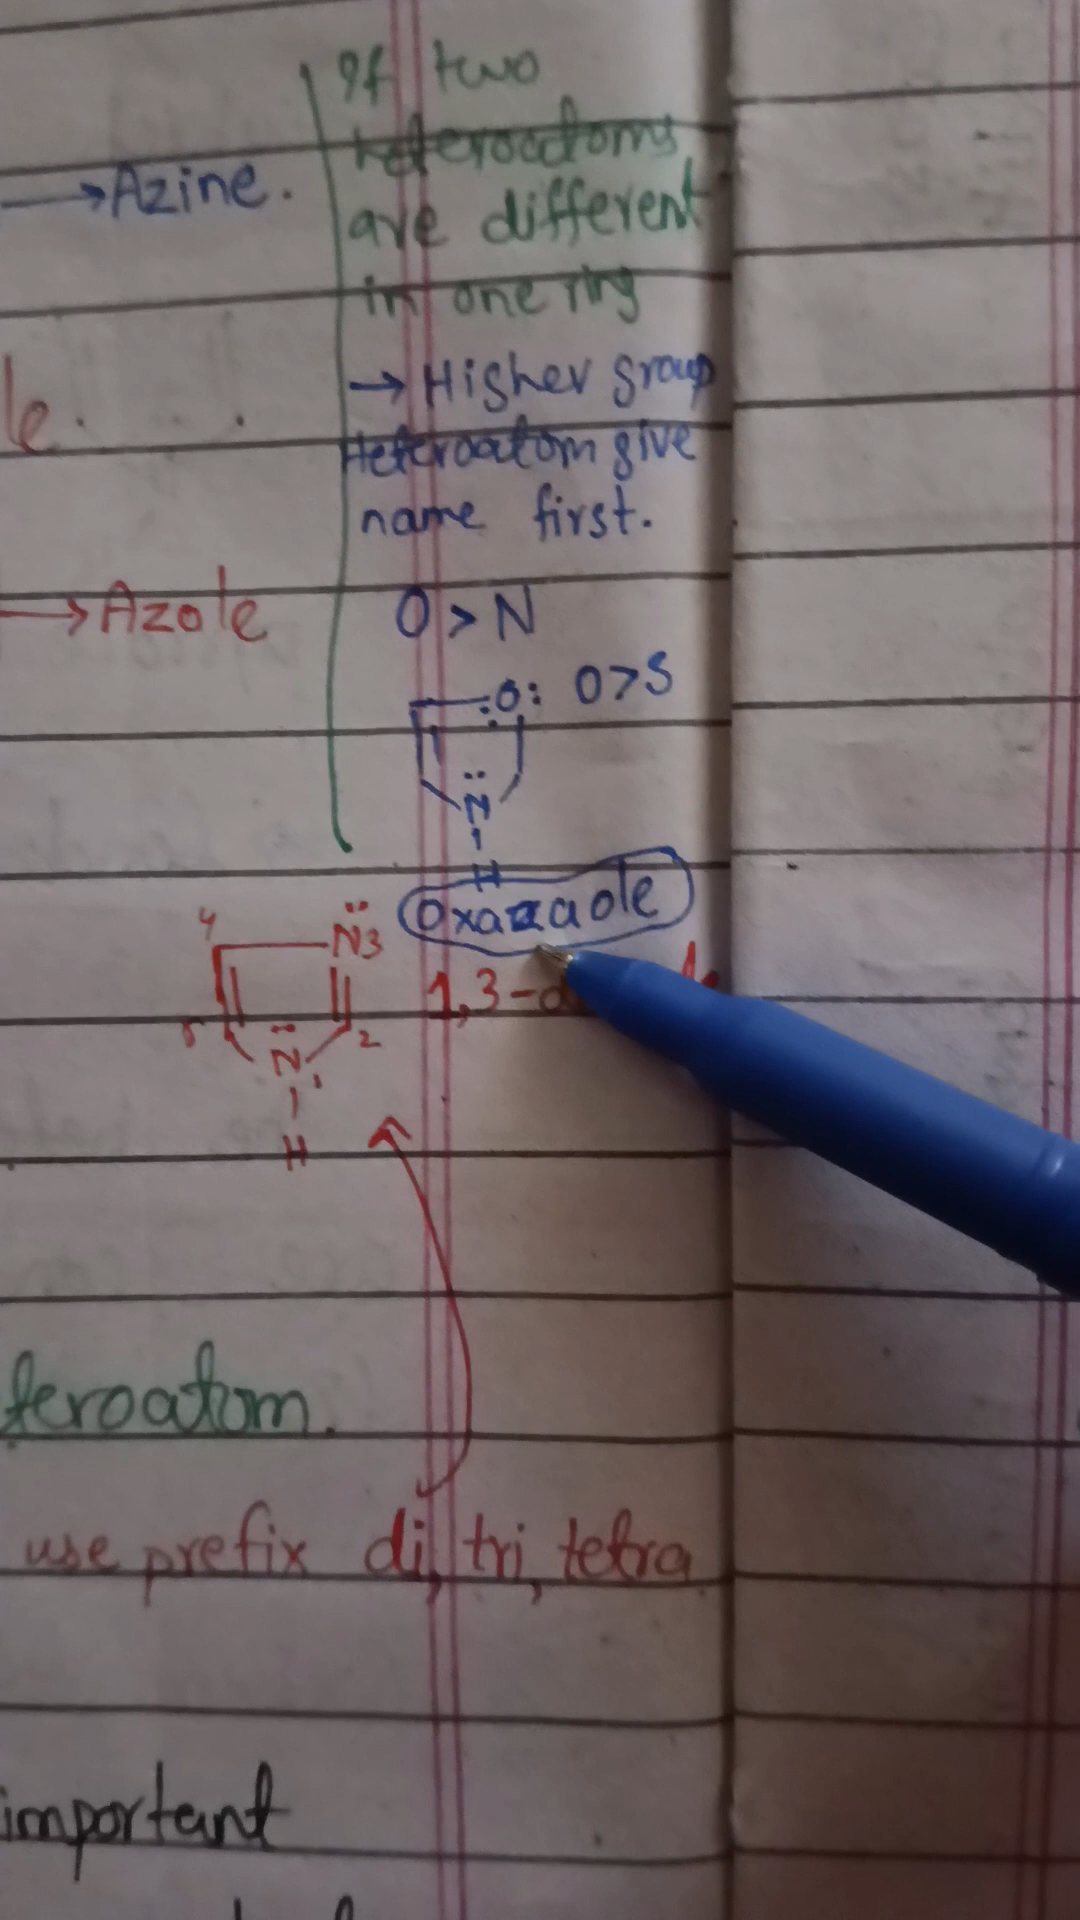 If two
heteroatoms
→Azine.
are different
in one ring
→ Higher group
le.
Heteroatom give
name first.
→Azole
O > N
O: O>S
N
H
Oxazaole
4
N3
1,3-
5
N
1
2
H
feroatom.
use prefix di, tri, tetra
important